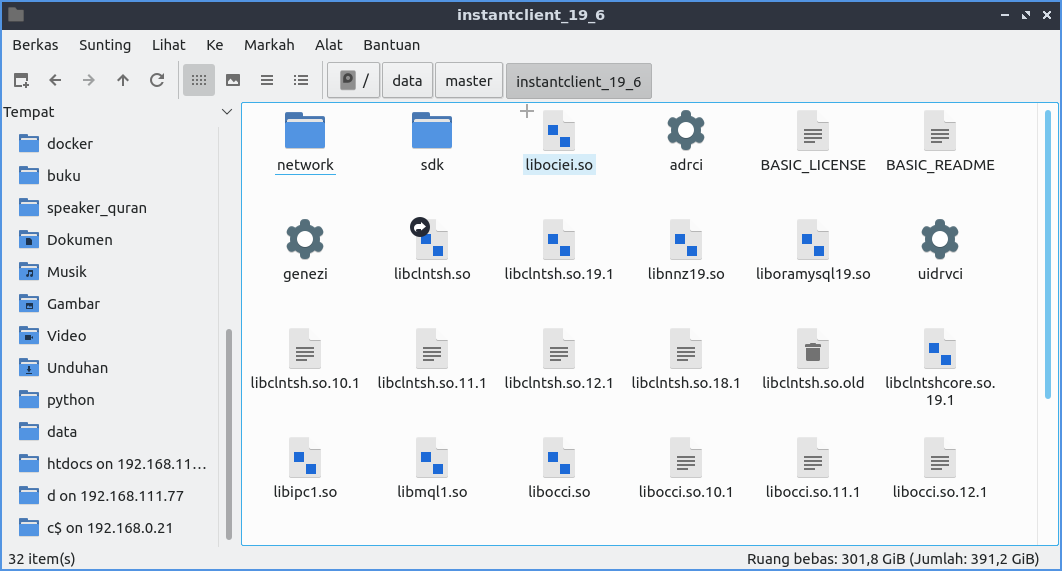 instantclient_19_6
Berkas Sunting Lihat Ke Markah Alat Bantuan
/ data master instantclient_19_6
Tempat
docker
buku
speaker_quran
Dokumen
Musik
Gambar
Video
Unduhan
python
data
htdocs on 192.168.11...
d on 192.168.111.77
c$ on 192.168.0.21
network sdk libociei.so adrci BASIC_LICENSE BASIC_README
genezi libclntsh.so libclntsh.so.19.1 libnnz19.so liboramysql19.so uidrvci
libclntsh.so.10.1 libclntsh.so.11.1 libclntsh.so.12.1 libclntsh.so.18.1 libclntsh.so.old libclntshcore.so.
19.1
libipc1.so libmql1.so libocci.so libocci.so.10.1 libocci.so.11.1 libocci.so.12.1
32 item(s) Ruang bebas: 301,8 GiB (Jumlah: 391,2 GiB)